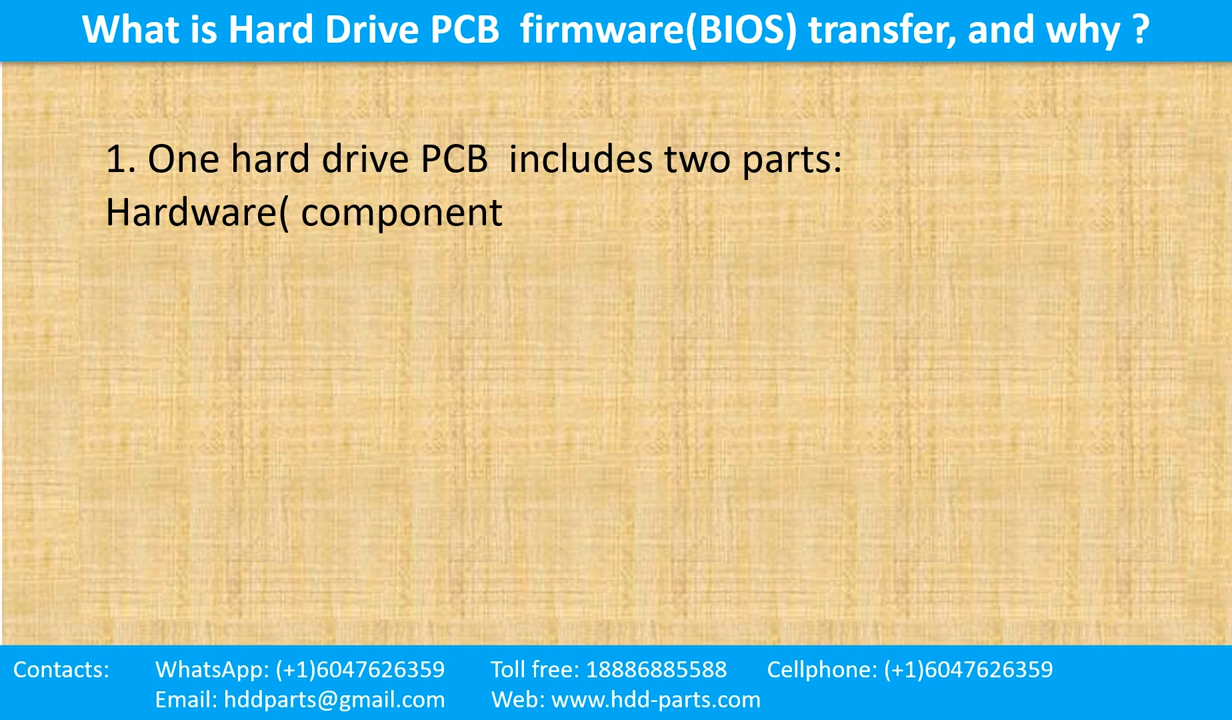 What is Hard Drive PCB  firmware(BIOS) transfer, and why ?
1. One hard drive PCB  includes two parts:
Hardware( component
Contacts: WhatsApp: (+1)6047626359 Toll free: 18886885588 Cellphone: (+1)6047626359
Email: hddparts@gmail.com Web: www.hdd-parts.com